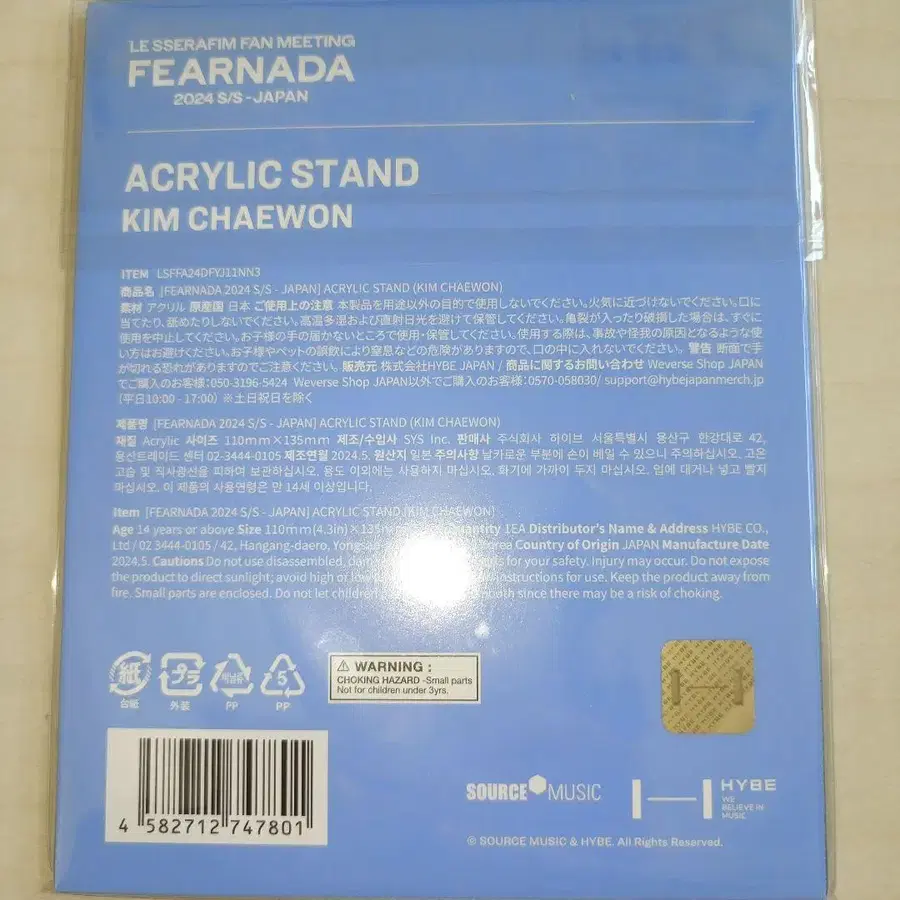 LE SSERAFIM FAN MEETING
FEARNADA
2024 S/S - JAPAN
ACRYLIC STAND
KIM CHAEWON
ITEM LSFFA24DFYJ11NN3
商品名 [FEARNADA 2024 S/S - JAPAN] ACRYLIC STAND (KIM CHAEWON)
素材 アクリル 原産国 日本 ご使用上の注意 本製品を用途以外の目的で使用しないでください。火気に近づけないでください。口に
当てたり、舐めたりしないでください。高温多湿および直射日光を避けて保管してください。亀裂が入ったり破損した場合は、すぐに
使用を中止してください。お子様の手の届かないところで使用・保管してください。使用する際は、事故や怪我の原因となるような使
い方はお避けください。お子様やペットの誤飲により窒息などの危険がありますので、口の中に入れないでください。 警告 断面で手
が切れる恐れがありますのでご注意ください。 販売元 株式会社HYBE JAPAN / 商品に関するお問い合わせ Weverse Shop JAPAN
でご購入のお客様：050-3196-5424 Weverse Shop JAPAN以外でご購入のお客様：0570-058030/ support@hybejapanmerch.jp
(平日10:00 - 17:00) ※土日祝日を除く
제품명 [FEARNADA 2024 S/S - JAPAN] ACRYLIC STAND (KIM CHAEWON)
재질 Acrylic 사이즈 110mm×135mm 제조/수입사 SYS Inc. 판매사 주식회사 하이브 서울특별시 용산구 한강대로 42,
용산트레이드 센터 02-3444-0105 제조연월 2024.5. 원산지 일본 주의사항 날카로운 부분에 손이 베일 수 있으니 주의하십시오. 고온
고습 및 직사광선을 피하여 보관하십시오. 용도 이외에는 사용하지 마십시오. 화기에 가까이 두지 마십시오. 입에 대거나 넣고 빨지
마십시오. 이 제품의 사용연령은 만 14세 이상입니다.
Item [FEARNADA 2024 S/S - JAPAN] ACRYLIC STAND (KIM CHAEWON)
Age 14 years or above Size 110mm(4.3in)×135 Quantity 1EA Distributor's Name & Address HYBE CO.,
Ltd / 02 3444-0105 / 42, Hangang-daero, Yongsa Korea Country of Origin JAPAN Manufacture Date
2024.5. Cautions Do not use disassembled, for your safety. Injury may occur. Do not expose
the product to direct sunlight; avoid high or low instructions for use. Keep the product away from
fire. Small parts are enclosed. Do not let children mouth since there may be a risk of choking.
紙 プラ 비닐류 5
台紙 外装 PP PP
⚠ WARNING :
CHOKING HAZARD -Small parts
Not for children under 3yrs.
HYBE
4 582712 747801
SOURCE MUSIC
HYBE
WE
BELIEVE IN
MUSIC
© SOURCE MUSIC & HYBE. All Rights Reserved.